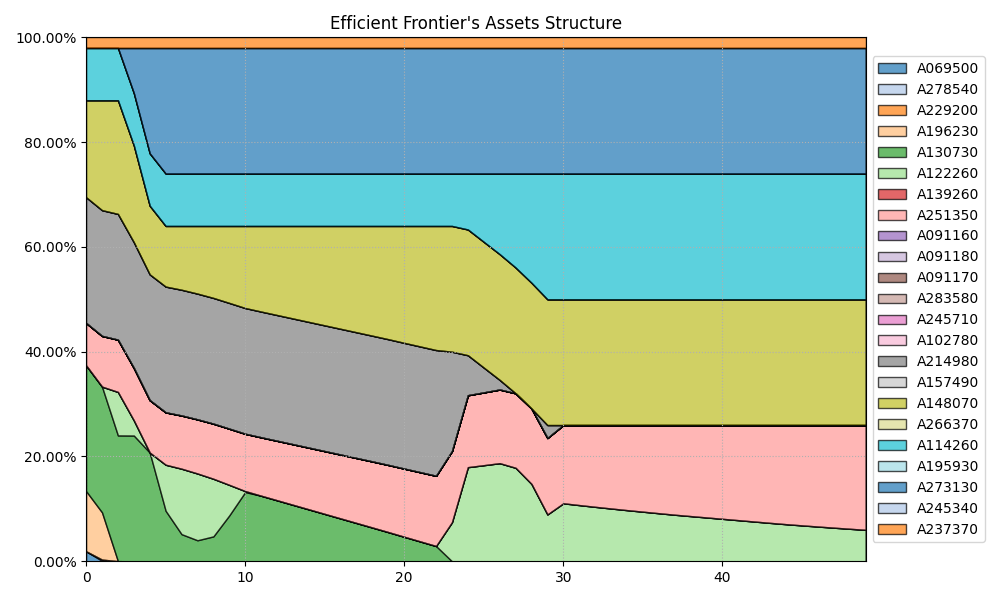 Efficient Frontier's Assets Structure
100.00%
80.00%
60.00%
40.00%
20.00%
0.00%
0
10
20
30
40
A069500
A278540
A229200
A196230
A130730
A122260
A139260
A251350
A091160
A091180
A091170
A283580
A245710
A102780
A214980
A157490
A148070
A266370
A114260
A195930
A273130
A245340
A237370